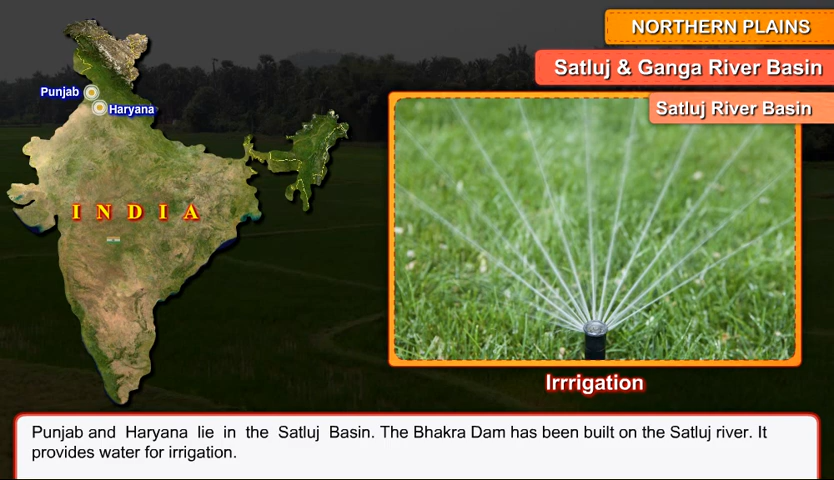 NORTHERN PLAINS
Satluj & Ganga River Basin
Satluj River Basin
Punjab
Haryana
I N D I A
Irrrigation
Punjab and Haryana lie in the Satluj Basin. The Bhakra Dam has been built on the Satluj river. It
provides water for irrigation.